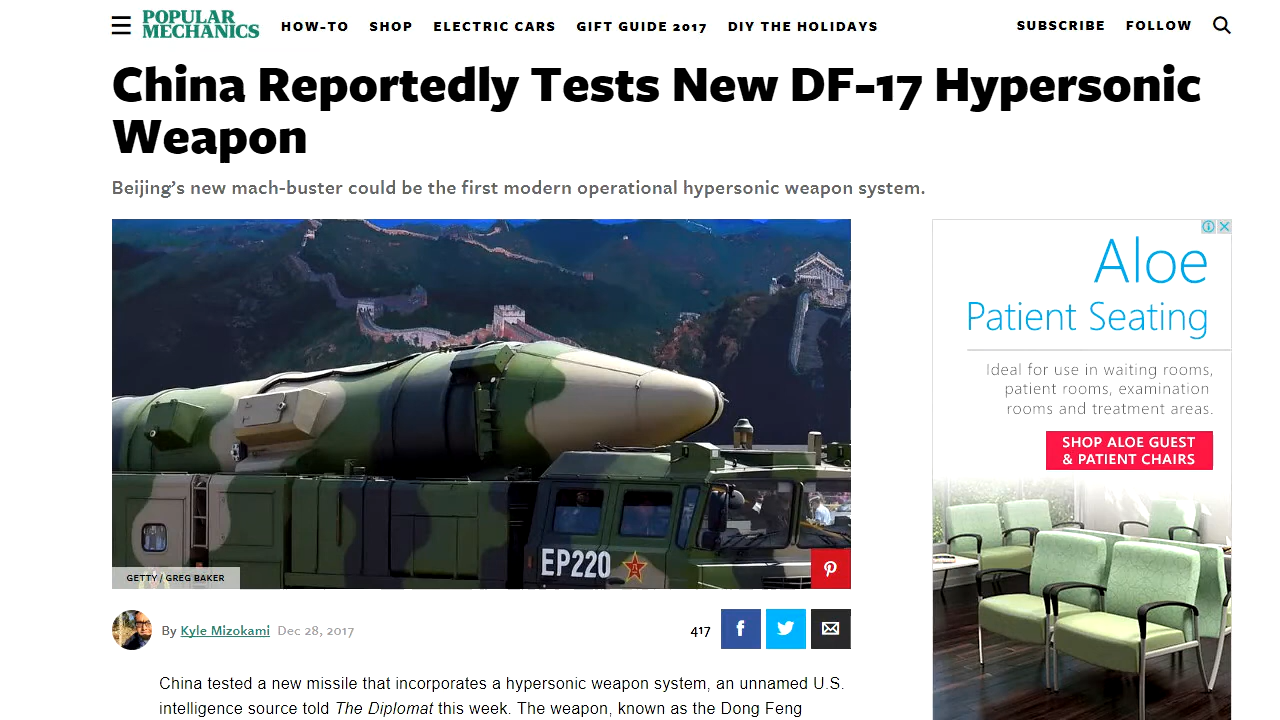 POPULAR
MECHANICS
HOW-TO
SHOP
ELECTRIC CARS
GIFT GUIDE 2017
DIY THE HOLIDAYS
SUBSCRIBE
FOLLOW
China Reportedly Tests New DF-17 Hypersonic
Weapon
Beijing's new mach-buster could be the first modern operational hypersonic weapon system.
EP220
GETTY / GREG BAKER
By Kyle Mizokami Dec 28, 2017
417
China tested a new missile that incorporates a hypersonic weapon system, an unnamed U.S.
intelligence source told The Diplomat this week. The weapon, known as the Dong Feng
Aloe
Patient Seating
Ideal for use in waiting rooms,
patient rooms, examination
rooms and treatment areas.
SHOP ALOE GUEST
& PATIENT CHAIRS